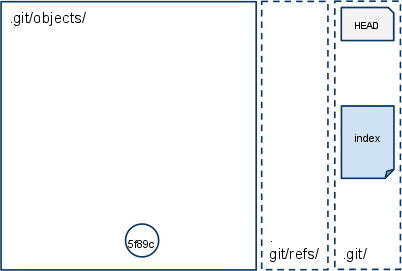 .git/objects/
HEAD
index
5f89c
.
git/refs/
.git/